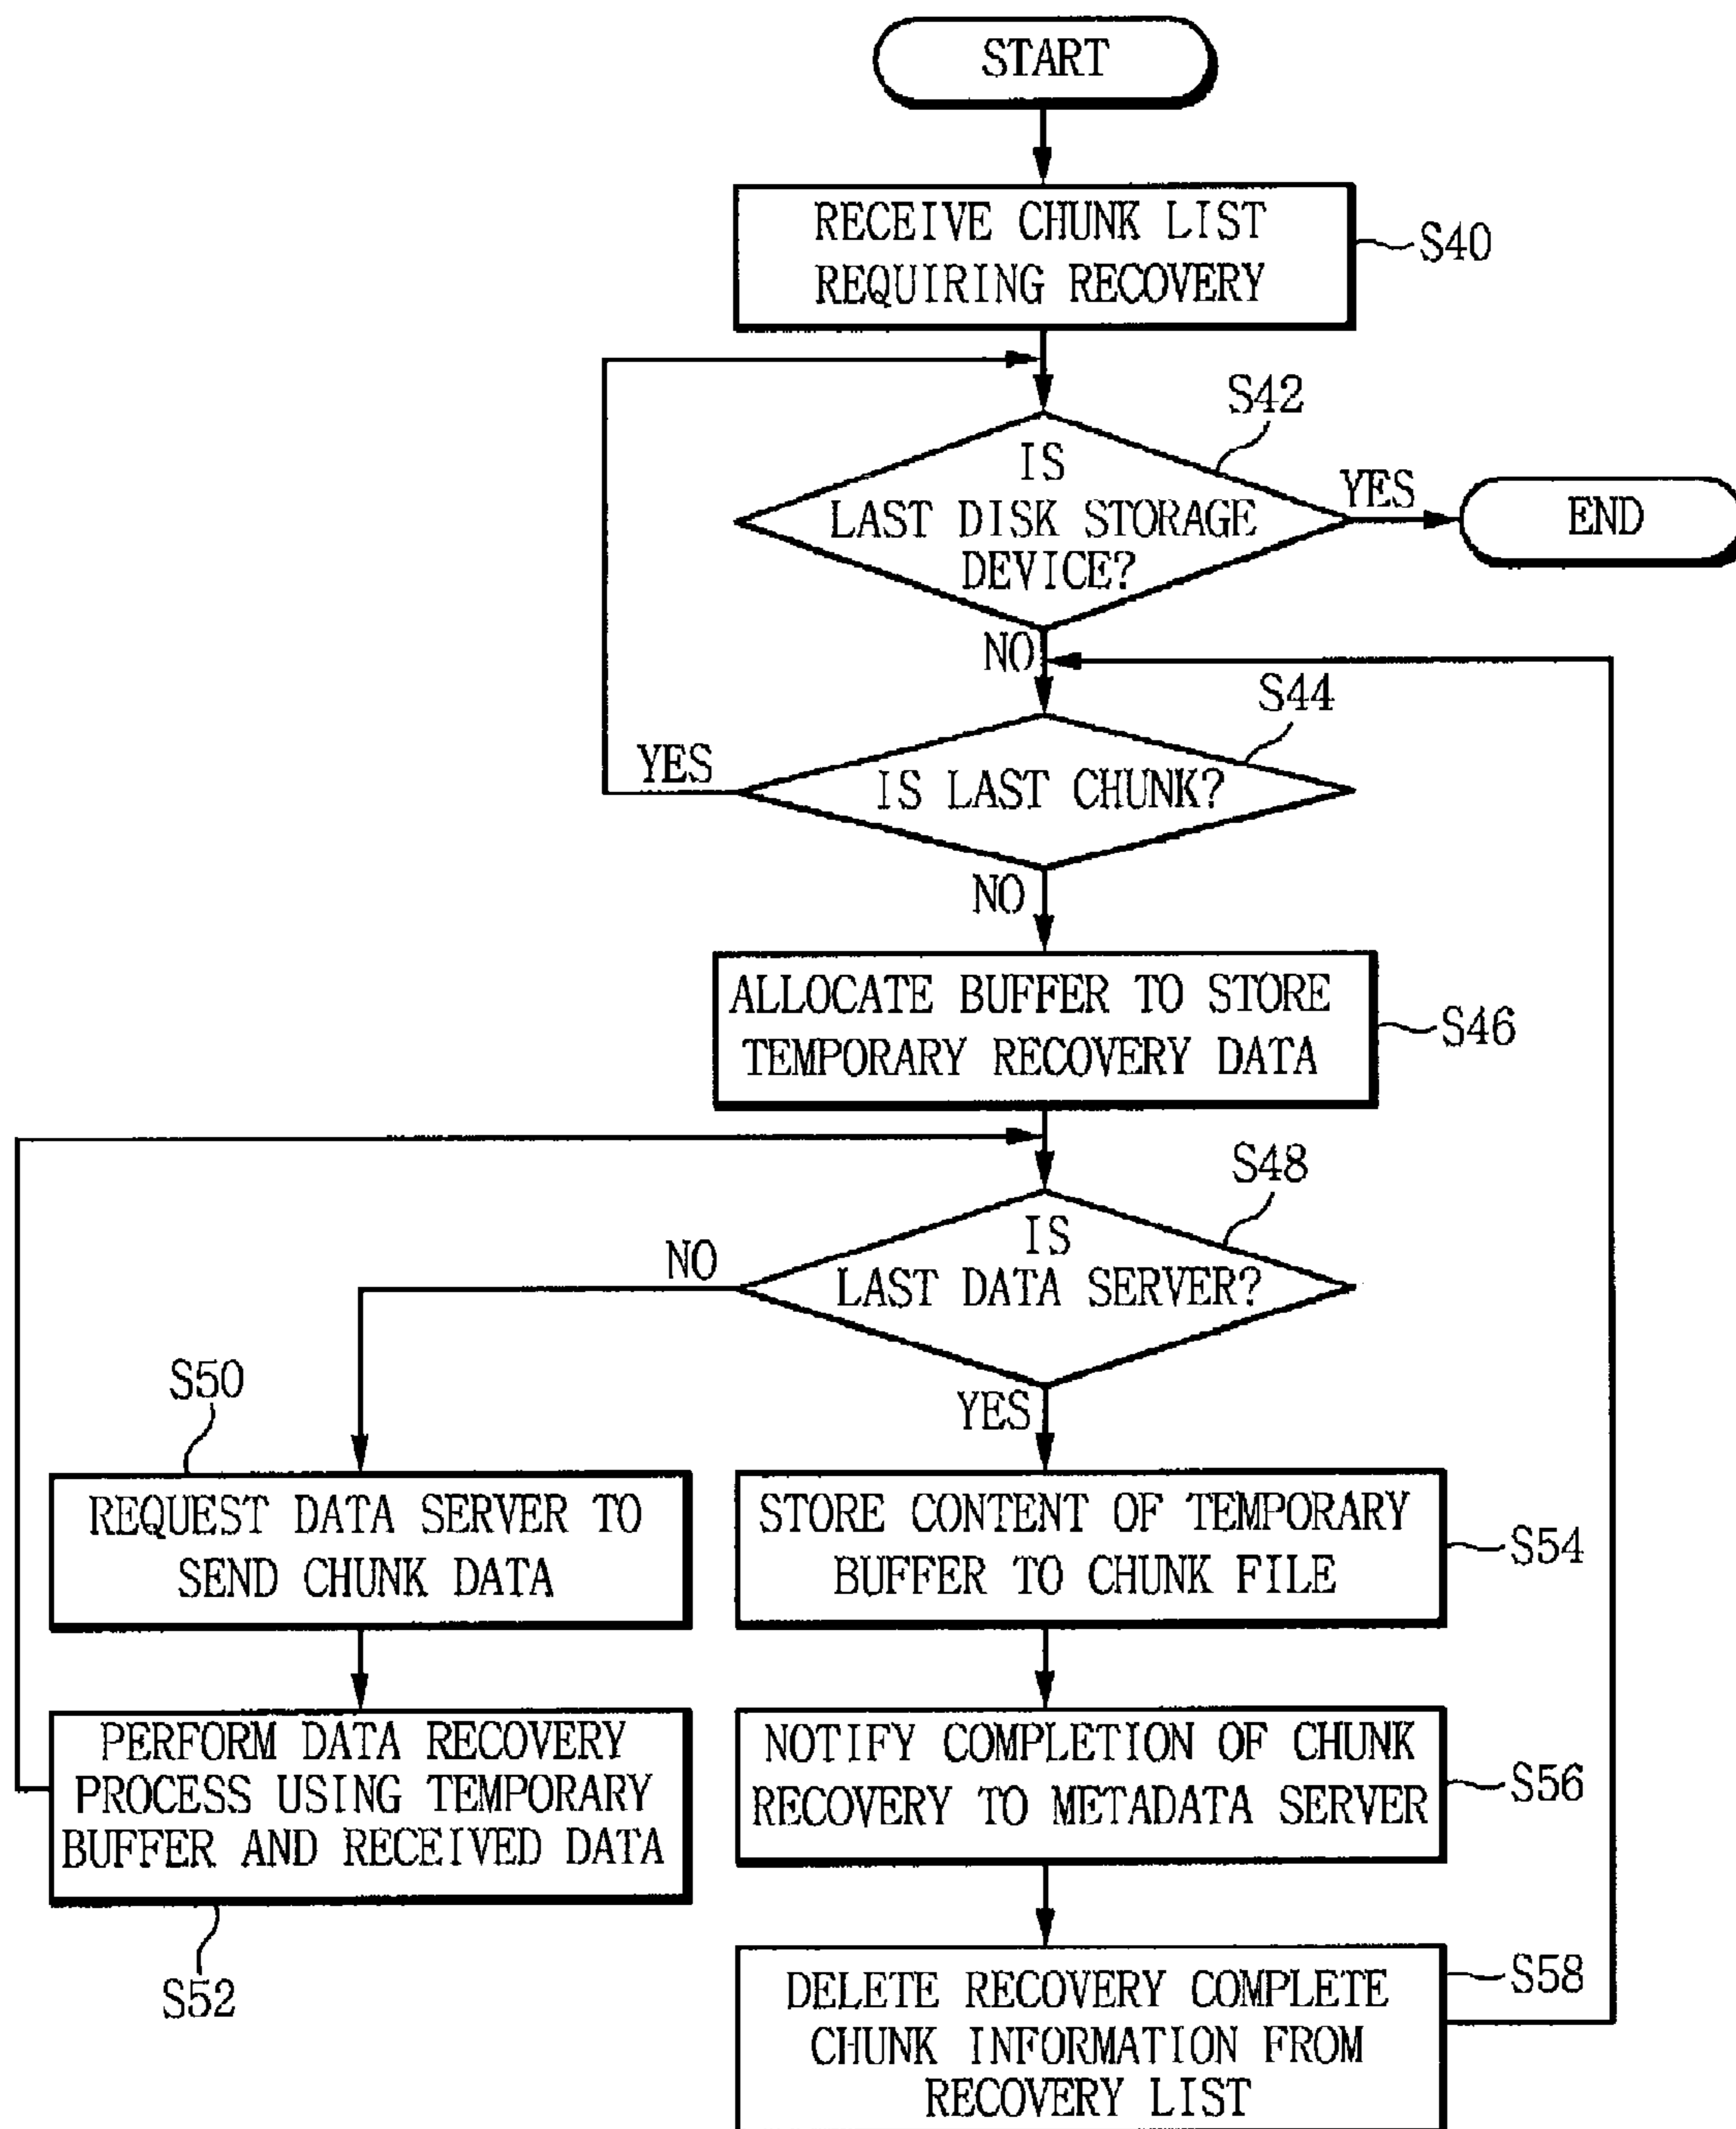 START
RECEIVE CHUNK LIST
REQUIRING RECOVERY
S40
S42
IS
LAST DISK STORAGE
DEVICE?
YES
END
NO
S44
YES
IS LAST CHUNK?
NO
ALLOCATE BUFFER TO STORE
TEMPORARY RECOVERY DATA
S46
S48
IS
LAST DATA SERVER?
NO
YES
S50
REQUEST DATA SERVER TO
SEND CHUNK DATA
STORE CONTENT OF TEMPORARY
BUFFER TO CHUNK FILE
S54
PERFORM DATA RECOVERY
PROCESS USING TEMPORARY
BUFFER AND RECEIVED DATA
S52
NOTIFY COMPLETION OF CHUNK
RECOVERY TO METADATA SERVER
S56
DELETE RECOVERY COMPLETE
CHUNK INFORMATION FROM
RECOVERY LIST
S58